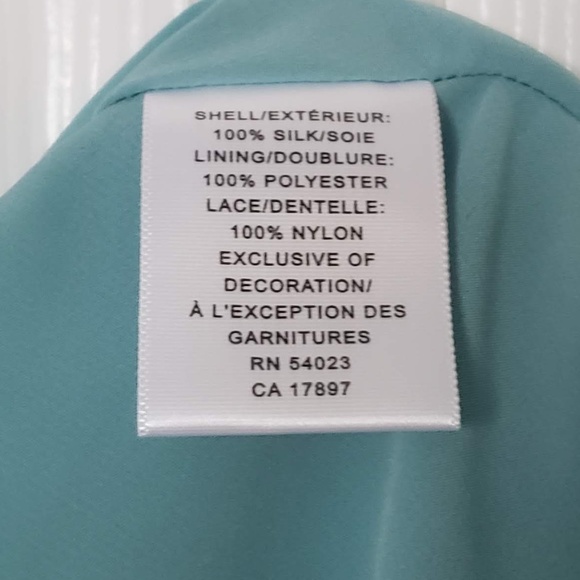 SHELL/EXTÉRIEUR:
100% SILK/SOIE
LINING/DOUBLURE:
100% POLYESTER
LACE/DENTELLE:
100% NYLON
EXCLUSIVE OF
DECORATION/
À L'EXCEPTION DES
GARNITURES
RN 54023
CA 17897